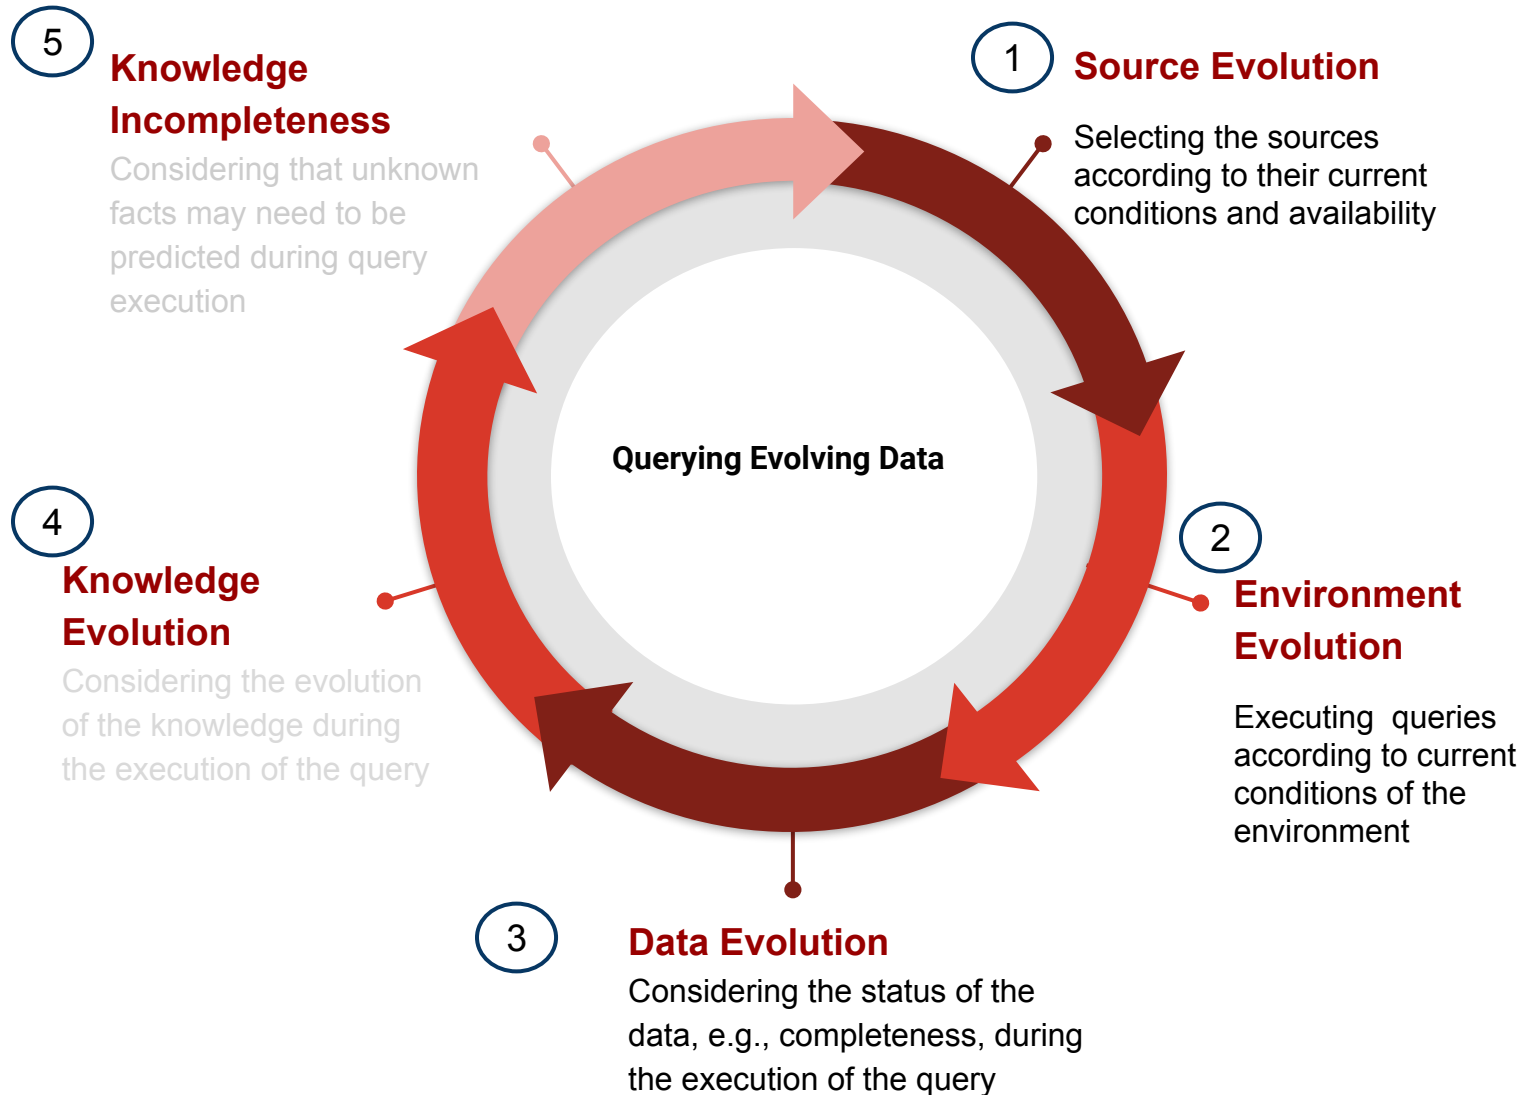 5
Knowledge
Incompleteness
Considering that unknown
facts may need to be
predicted during query
execution
1
Source Evolution
Selecting the sources
according to their current
conditions and availability
Querying Evolving Data
4
Knowledge
Evolution
Considering the evolution
of the knowledge during
the execution of the query
2
Environment
Evolution
Executing  queries
according to current
conditions of the
environment
3
Data Evolution
Considering the status of the
data, e.g., completeness, during
the execution of the query